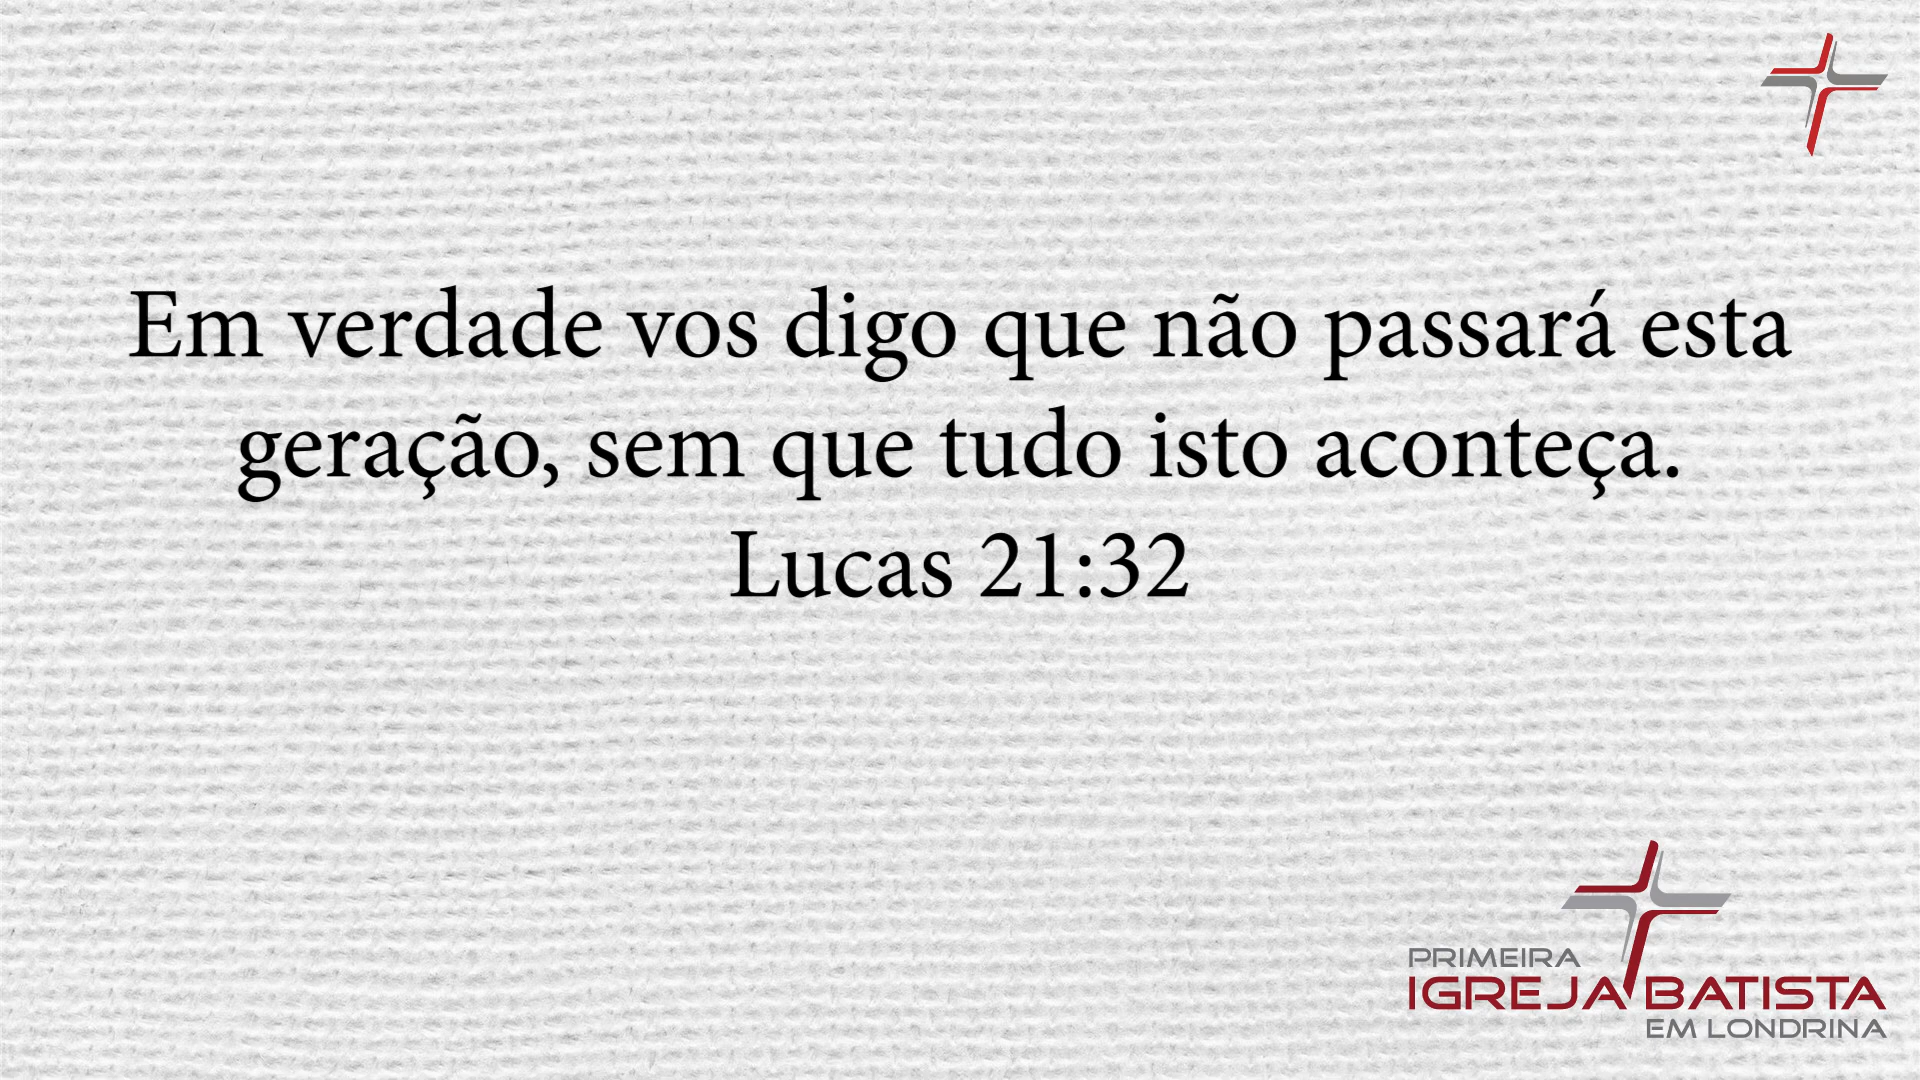 Em verdade vos digo que não passará esta
geração, sem que tudo isto aconteça.
Lucas 21:32
PRIMEIRA
IGREJA BATISTA
EM LONDRINA